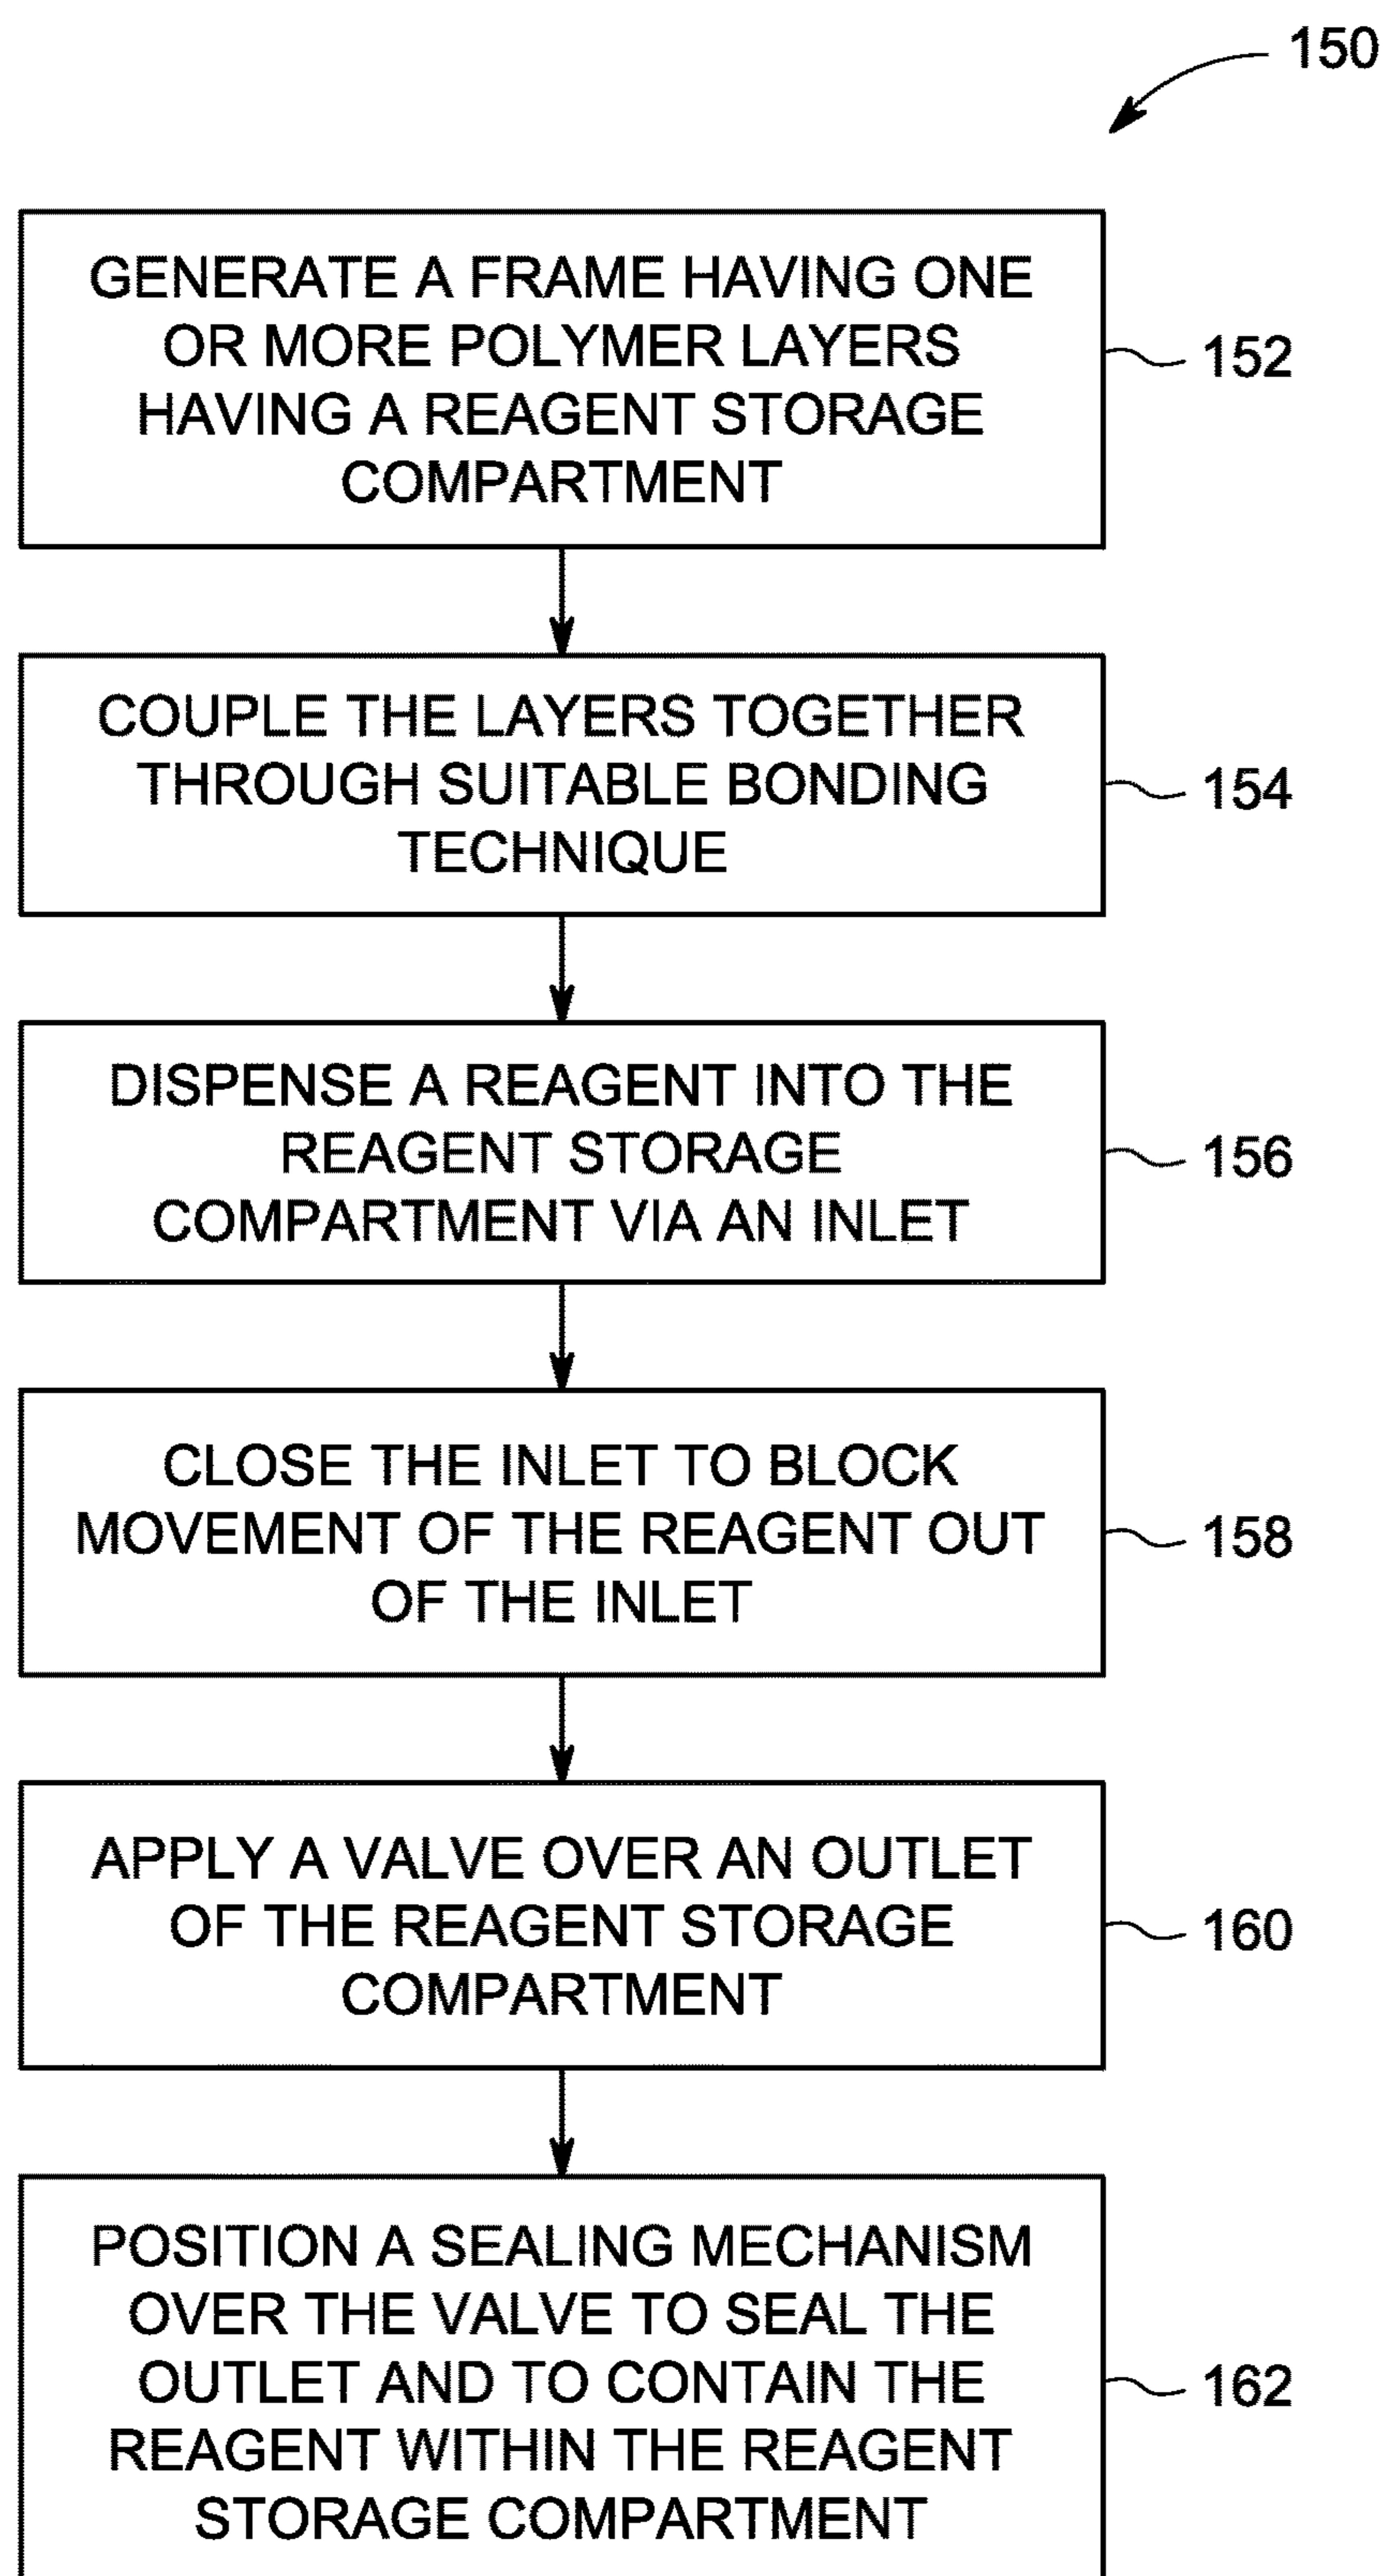 150
GENERATE A FRAME HAVING ONE
OR MORE POLYMER LAYERS
HAVING A REAGENT STORAGE
COMPARTMENT
152
COUPLE THE LAYERS TOGETHER
THROUGH SUITABLE BONDING
TECHNIQUE
154
DISPENSE A REAGENT INTO THE
REAGENT STORAGE
COMPARTMENT VIA AN INLET
156
CLOSE THE INLET TO BLOCK
MOVEMENT OF THE REAGENT OUT
OF THE INLET
158
APPLY A VALVE OVER AN OUTLET
OF THE REAGENT STORAGE
COMPARTMENT
160
POSITION A SEALING MECHANISM
OVER THE VALVE TO SEAL THE
OUTLET AND TO CONTAIN THE
REAGENT WITHIN THE REAGENT
STORAGE COMPARTMENT
162